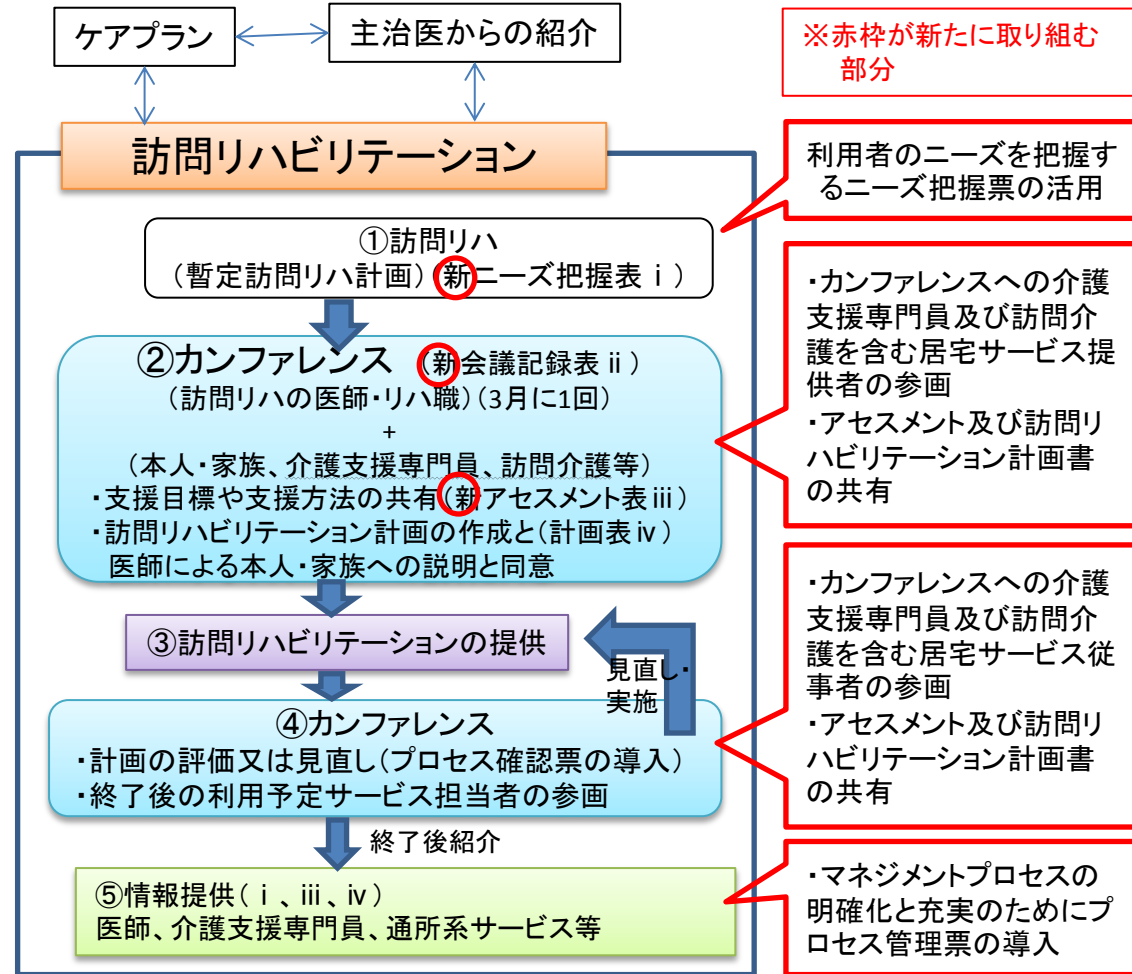 ケアプラン
主治医からの紹介
※赤枠が新たに取り組む
部分
訪問リハビリテーション
利用者のニーズを把握す
るニーズ把握票の活用
①訪問リハ
(暫定訪問リハ計画)(新ニーズ把握表ⅰ)
②カンファレンス (新会議記録表ⅱ)
(訪問リハの医師・リハ職)(3月に1回)
+
(本人・家族、介護支援専門員、訪問介護等)
・支援目標や支援方法の共有(新アセスメント表ⅲ)
・訪問リハビリテーション計画の作成と(計画表ⅳ)
医師による本人・家族への説明と同意
・カンファレンスへの介護
支援専門員及び訪問介
護を含む居宅サービス提
供者の参画
・アセスメント及び訪問リ
ハビリテーション計画書
の共有
③訪問リハビリテーションの提供
見直し・
実施
④カンファレンス
・計画の評価又は見直し(プロセス確認票の導入)
・終了後の利用予定サービス担当者の参画
・カンファレンスへの介護
支援専門員及び訪問介
護を含む居宅サービス従
事者の参画
・アセスメント及び訪問リ
ハビリテーション計画書
の共有
終了後紹介
⑤情報提供(ⅰ、ⅲ、ⅳ)
医師、介護支援専門員、通所系サービス等
・マネジメントプロセスの
明確化と充実のためにプ
ロセス管理票の導入